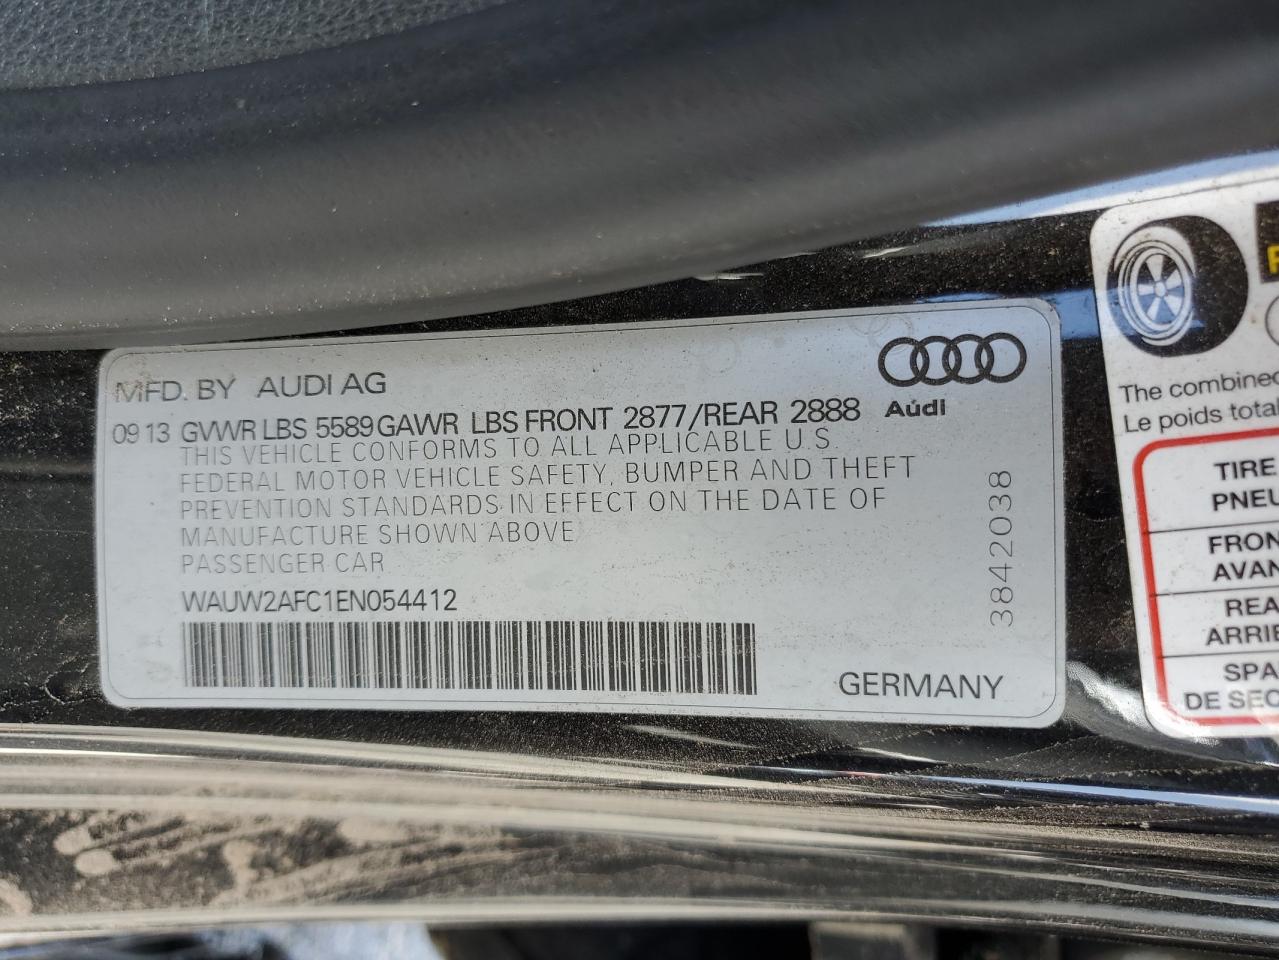 MFD. BY AUDI AG
09 13 GVWR LBS 5589 GAWR LBS FRONT 2877/REAR 2888
Audi
THIS VEHICLE CONFORMS TO ALL APPLICABLE U.S.
FEDERAL MOTOR VEHICLE SAFETY, BUMPER AND THEFT
PREVENTION STANDARDS IN EFFECT ON THE DATE OF
MANUFACTURE SHOWN ABOVE
PASSENGER CAR
WAUW2AFC1EN054412
GERMANY
3842038
The combined
Le poids total
TIRE
PNEU
FRON
AVAN
REA
ARRIE
SPA
DE SEC